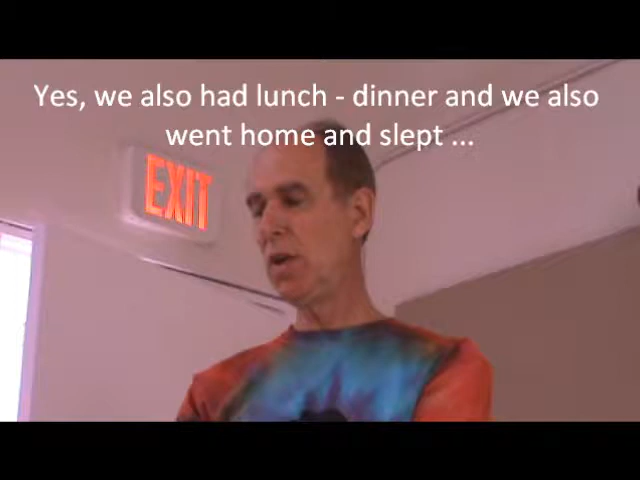 Yes, we also had lunch - dinner and we also
went home and slept ...
EXIT